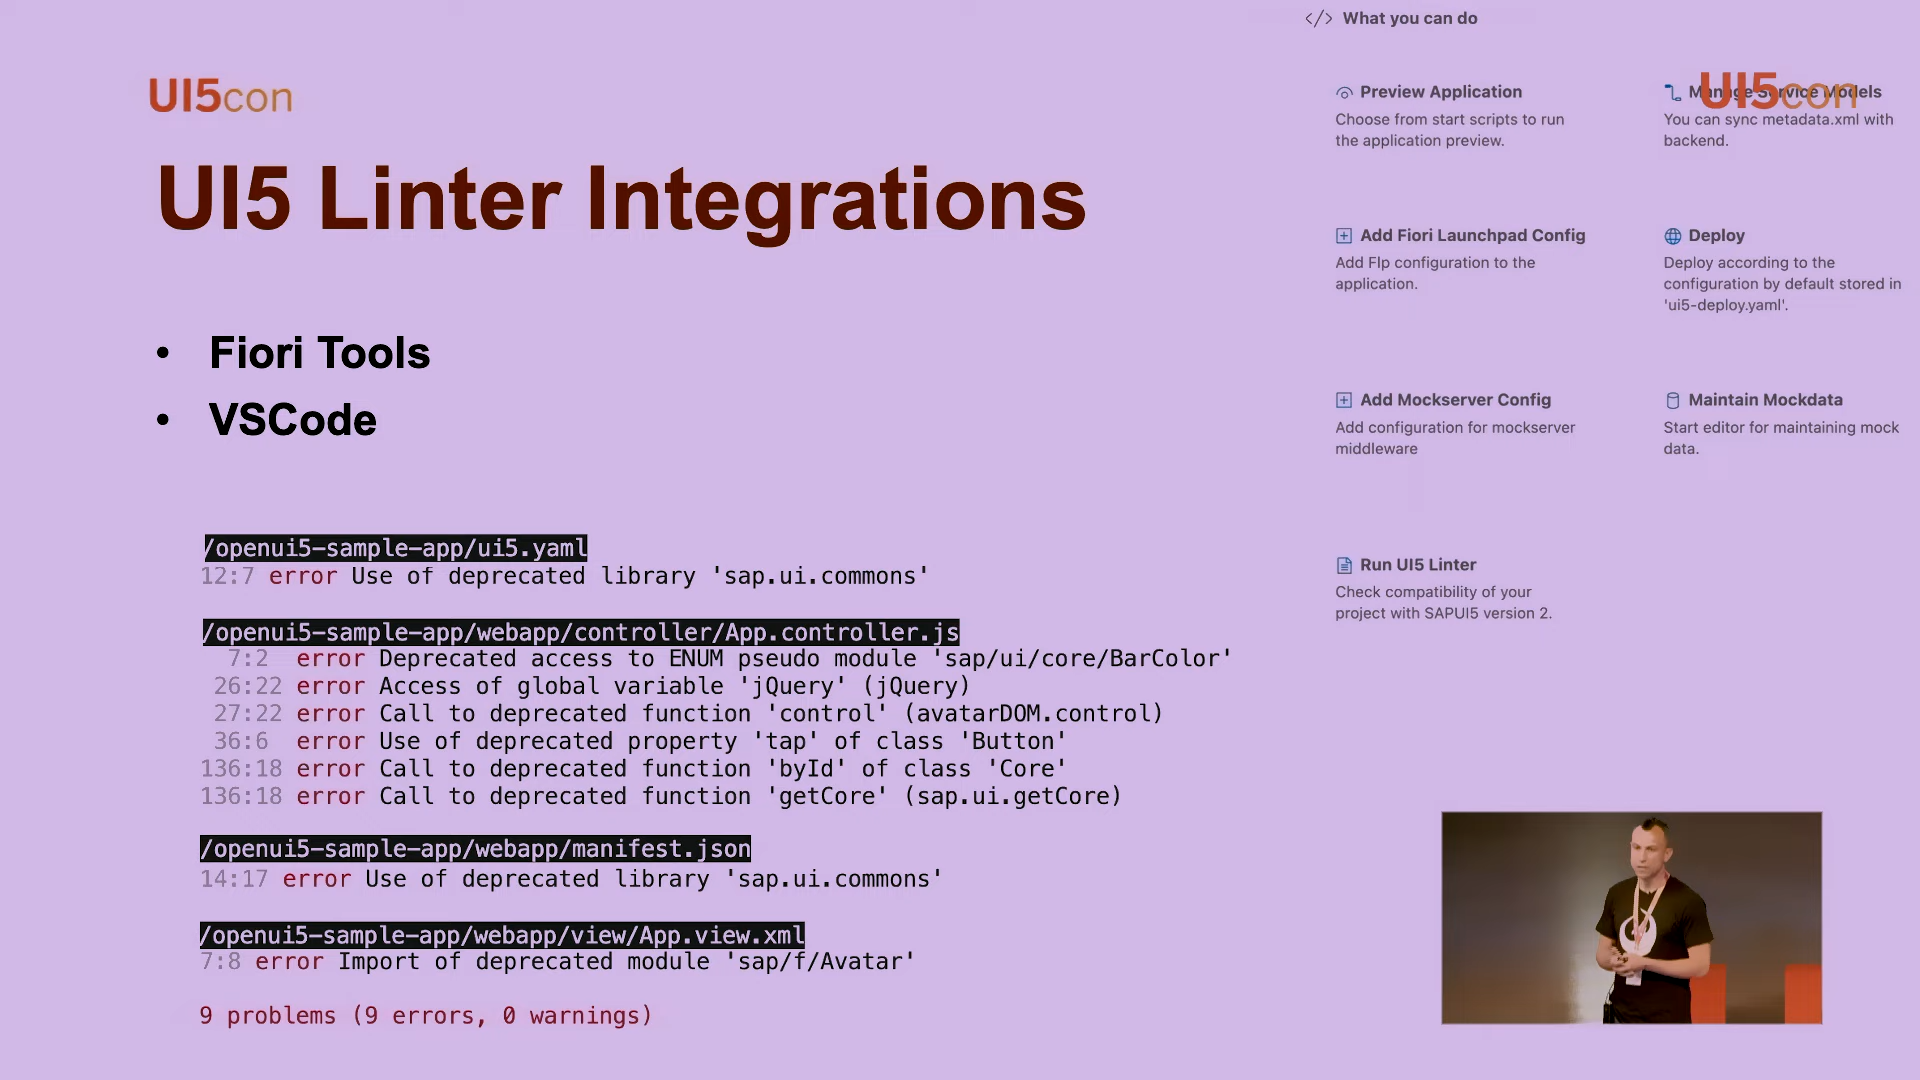 UI5con
UI5 Linter Integrations
• Fiori Tools
• VSCode
/openui5-sample-app/ui5.yaml
12:7 error Use of deprecated library 'sap.ui.commons'
/openui5-sample-app/webapp/controller/App.controller.js
7:2 error Deprecated access to ENUM pseudo module 'sap/ui/core/BarColor'
26:22 error Access of global variable 'jQuery' (jQuery)
27:22 error Call to deprecated function 'control' (avatarDOM.control)
36:6 error Use of deprecated property 'tap' of class 'Button'
136:18 error Call to deprecated function 'byId' of class 'Core'
136:18 error Call to deprecated function 'getCore' (sap.ui.getCore)
/openui5-sample-app/webapp/manifest.json
14:17 error Use of deprecated library 'sap.ui.commons'
/openui5-sample-app/webapp/view/App.view.xml
7:8 error Import of deprecated module 'sap/f/Avatar'
9 problems (9 errors, 0 warnings)
</> What you can do
Preview Application
Choose from start scripts to run
the application preview.
Manage Service Models
UI5con
You can sync metadata.xml with
backend.
Add Fiori Launchpad Config
Add Flp configuration to the
application.
Deploy
Deploy according to the
configuration by default stored in
'ui5-deploy.yaml'.
Add Mockserver Config
Add configuration for mockserver
middleware
Maintain Mockdata
Start editor for maintaining mock
data.
Run UI5 Linter
Check compatibility of your
project with SAPUI5 version 2.